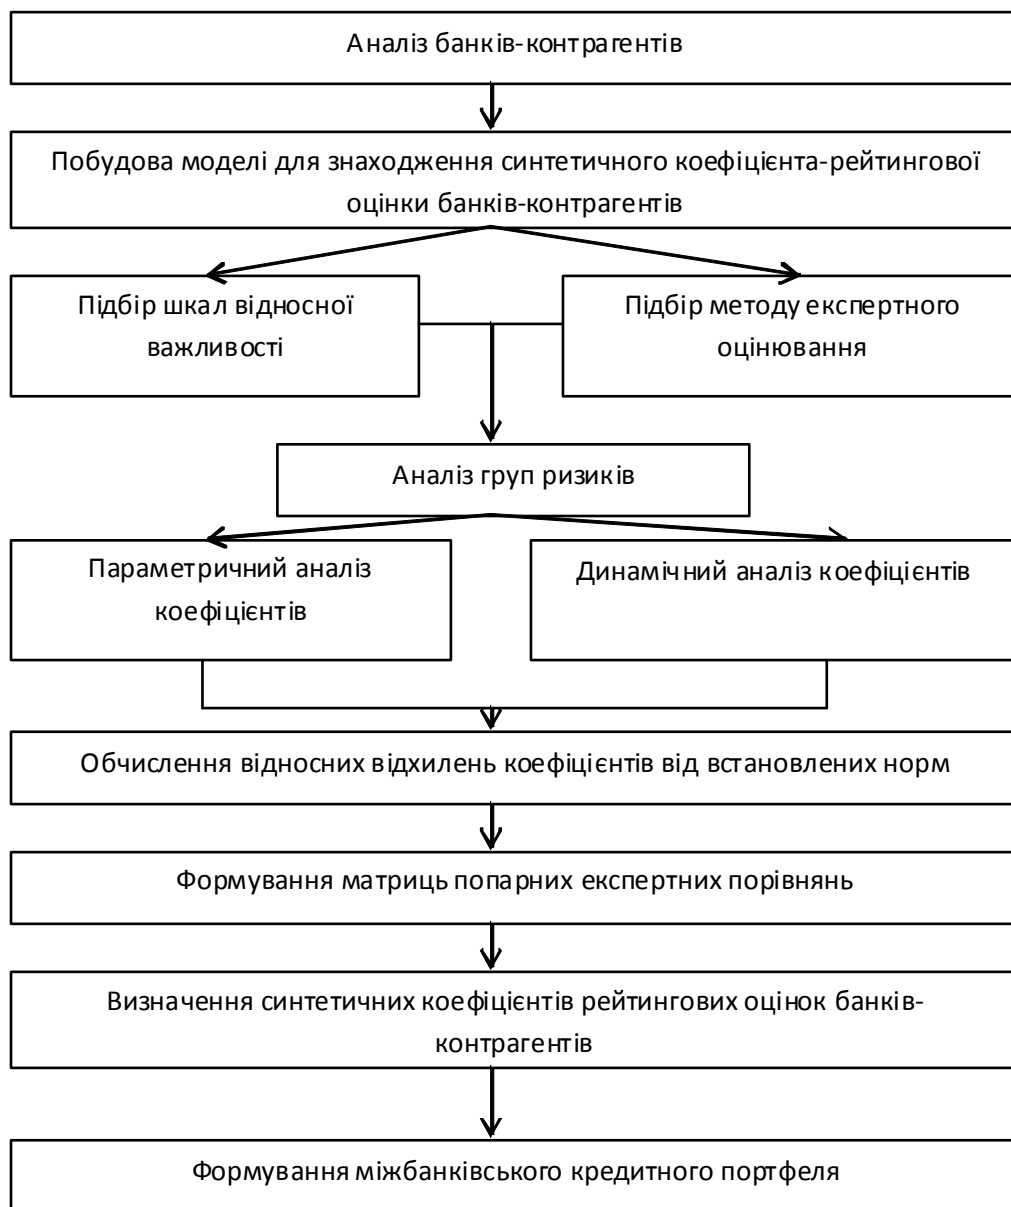 Аналіз банків-контрагентів
Побудова моделі для знаходження синтетичного коефіцієнта-рейтингової
оцінки банків-контрагентів
Підбір шкал відносної
важливості
Підбір методу експертного
оцінювання
Аналіз груп ризиків
Параметричний аналіз
коефіцієнтів
Динамічний аналіз коефіцієнтів
Обчислення відносних відхилень коефіцієнтів від встановлених норм
Формування матриць попарних експертних порівнянь
Визначення синтетичних коефіцієнтів рейтингових оцінок банків-
контрагентів
Формування міжбанківського кредитного портфеля